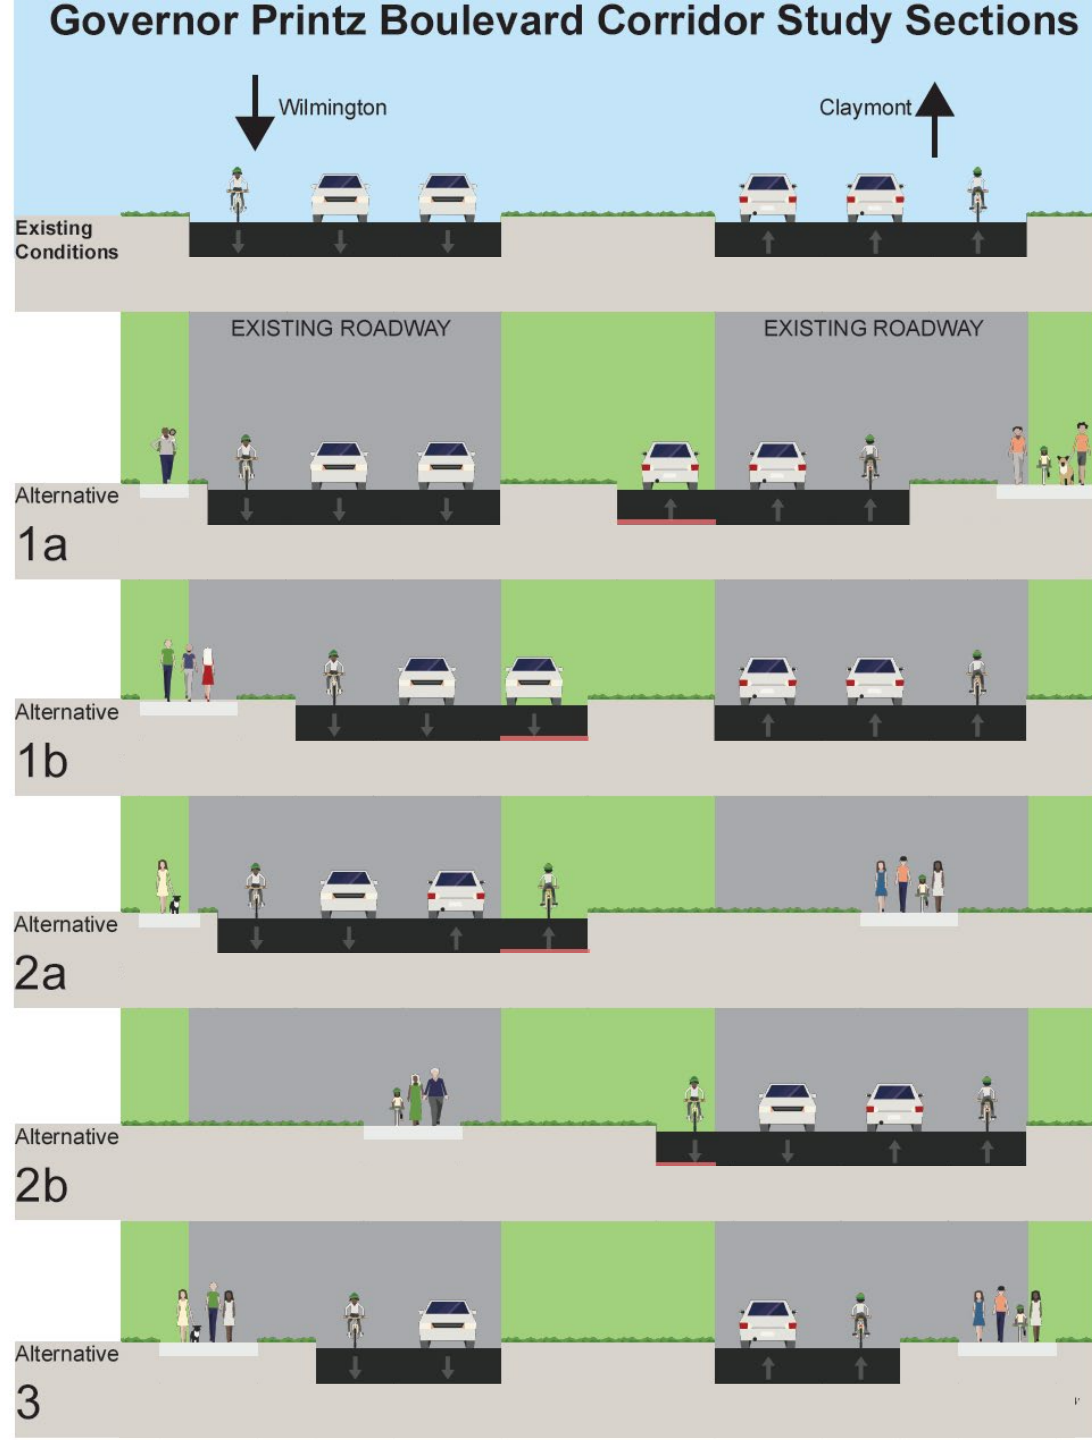 Governor Printz Boulevard Corridor Study Sections
Wilmington
Claymont
Existing
Conditions
EXISTING ROADWAY
EXISTING ROADWAY
Alternative
1a
Alternative
1b
Alternative
2a
Alternative
2b
Alternative
3